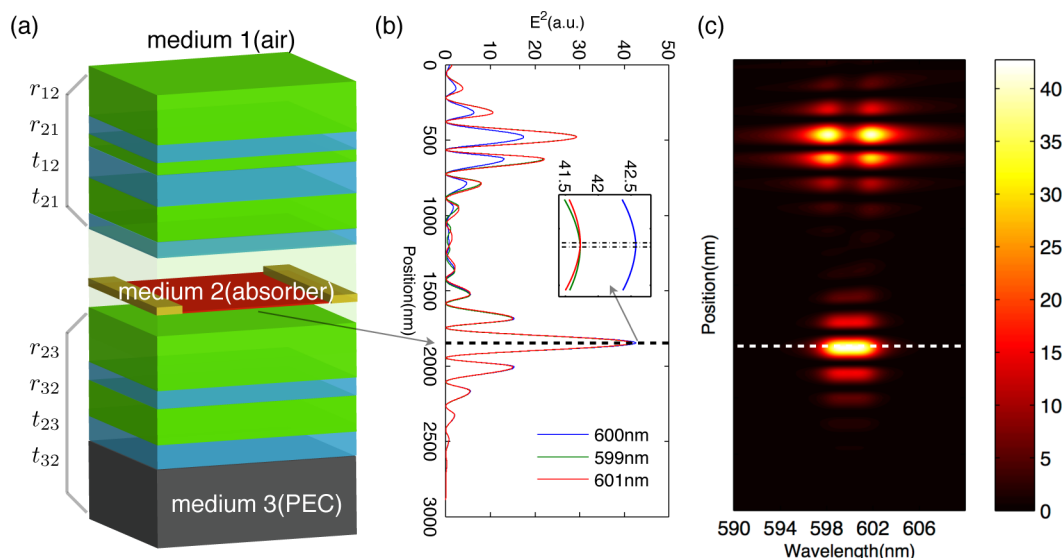 (a)
medium 1(air)
r12
r21
t12
t21
medium 2(absorber)
r23
r32
t23
t32
medium 3(PEC)
(b)
E²(a.u.)
0 10 20 30 40 50
0
500
1000
1500
2000
2500
3000
Position(nm)
41.5 42 42.5
600nm
599nm
601nm
(c)
Position(nm)
590 594 598 602 606
Wavelength(nm)
40
35
30
25
20
15
10
5
0